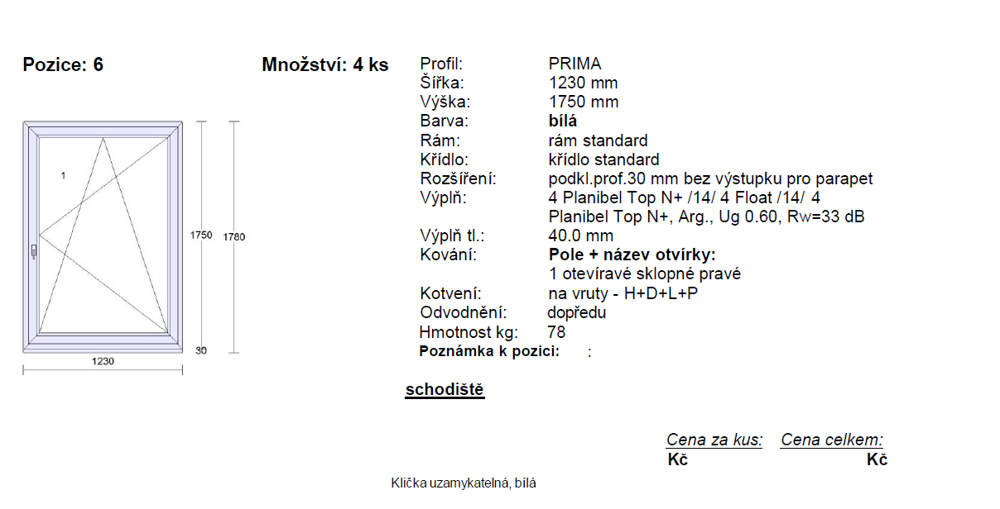 Pozice: 6
Množství: 4 ks
Profil: PRIMA
Šířka: 1230 mm
Výška: 1750 mm
Barva: bílá
Rám: rám standard
Křídlo: křídlo standard
Rozšíření: podkl.prof.30 mm bez výstupku pro parapet
Výplň: 4 Planibel Top N+ /14/ 4 Float /14/ 4
Planibel Top N+, Arg., Ug 0.60, Rw=33 dB
Výplň tl.: 40.0 mm
Kování: Pole + název otvírky:
1 otevíravé sklopné pravé
Kotvení: na vruty - H+D+L+P
Odvodnění: dopředu
Hmotnost kg: 78
Poznámka k pozici: :
1
1750
1780
30
1230
schodiště
Cena za kus: Cena celkem:
Kč Kč
Klička uzamykatelná, bílá